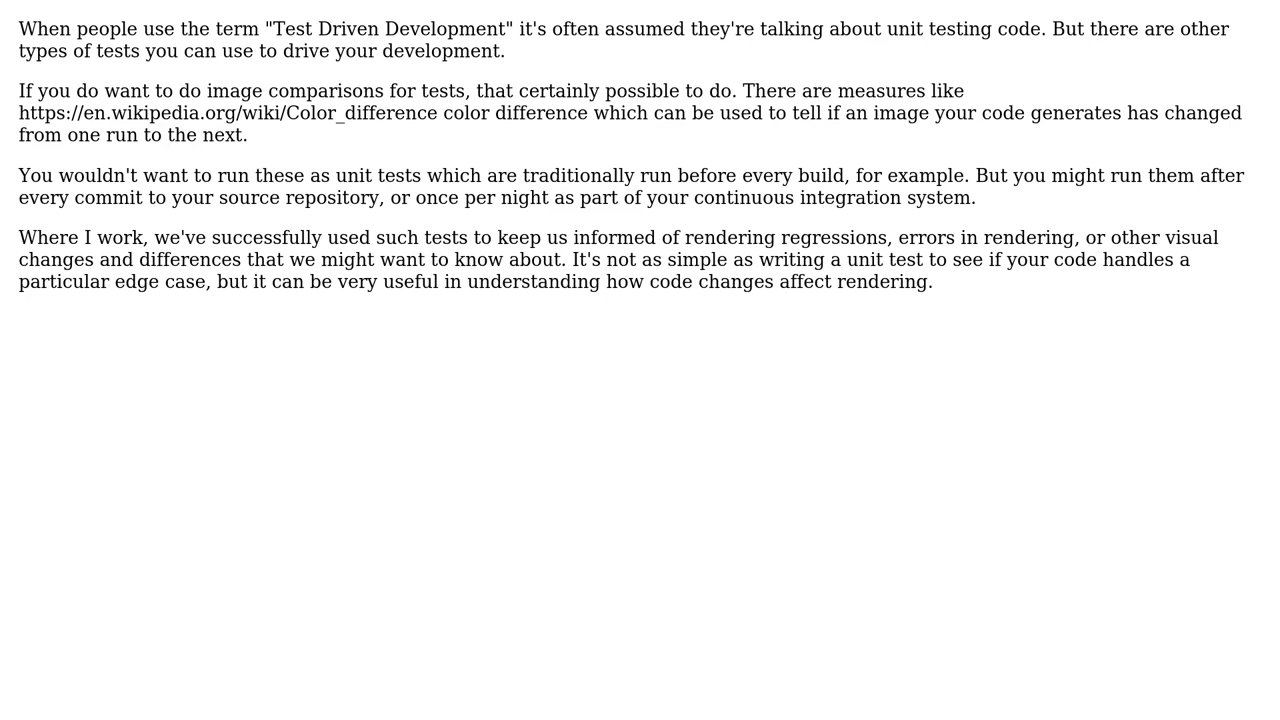 When people use the term "Test Driven Development" it's often assumed they're talking about unit testing code. But there are other
types of tests you can use to drive your development.
If you do want to do image comparisons for tests, that certainly possible to do. There are measures like
https://en.wikipedia.org/wiki/Color_difference color difference which can be used to tell if an image your code generates has changed
from one run to the next.
You wouldn't want to run these as unit tests which are traditionally run before every build, for example. But you might run them after
every commit to your source repository, or once per night as part of your continuous integration system.
Where I work, we've successfully used such tests to keep us informed of rendering regressions, errors in rendering, or other visual
changes and differences that we might want to know about. It's not as simple as writing a unit test to see if your code handles a
particular edge case, but it can be very useful in understanding how code changes affect rendering.